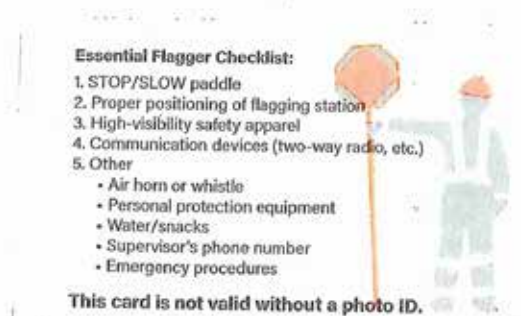 Essential Flagger Checklist:
1. STOP/SLOW paddle
2. Proper positioning of flagging station
3. High-visibility safety apparel
4. Communication devices (two-way radio, etc.)
5. Other
• Air horn or whistle
• Personal protection equipment
• Water/snacks
• Supervisor's phone number
• Emergency procedures
This card is not valid without a photo ID.